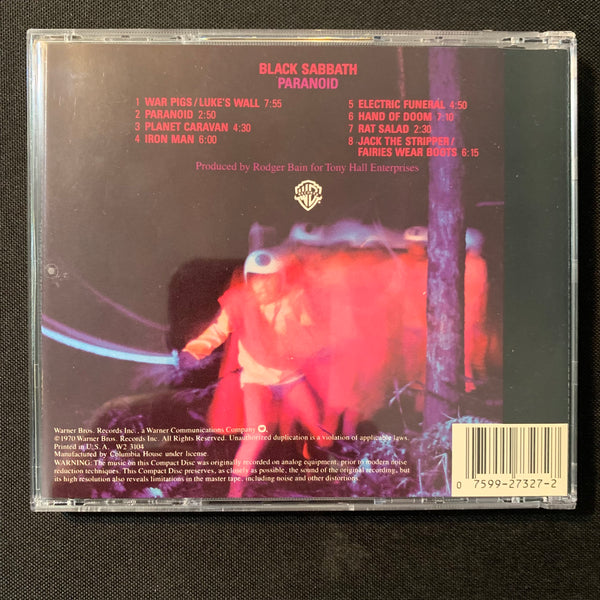 BLACK SABBATH
PARANOID
1 WAR PIGS/LUKE'S WALL 7:55
2 PARANOID 2:50
3 PLANET CARAVAN 4:30
4 IRON MAN 6:00
5 ELECTRIC FUNERAL 4:50
6 HAND OF DOOM 7:10
7 RAT SALAD 2:30
8 JACK THE STRIPPER/
FAIRIES WEAR BOOTS 6:15
Produced by Rodger Bain for Tony Hall Enterprises
Warner Bros. Records Inc., a Warner Communications Company
©1970 Warner Bros. Records Inc. All Rights Reserved. Unauthorized duplication is a violation of applicable laws.
Printed in U.S.A. W2 3104
Manufactured by Columbia House under license.
WARNING: The music on this Compact Disc was originally recorded on analog equipment, prior to modern noise
reduction techniques. This Compact Disc preserves, as closely as possible, the sound of the original recording, but
its high resolution also reveals limitations in the master tape, including noise and other distortions.
0 7599-27327-2